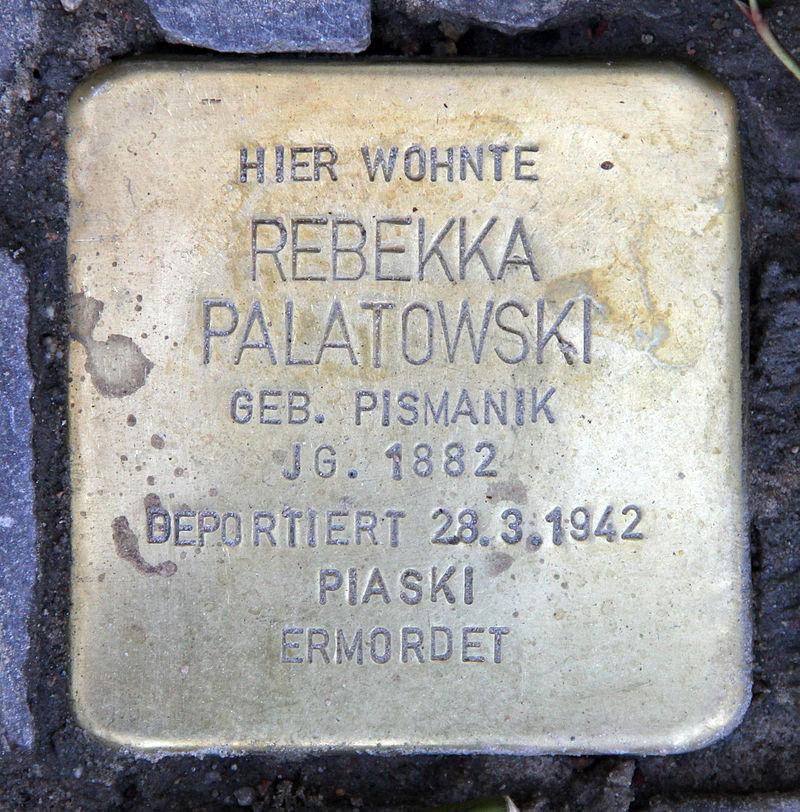 HIER WOHNTE
REBEKKA
PALATOWSKI
GEB. PISMANIK
JG. 1882
DEPORTIERT 28.3.1942
PIASKI
ERMORDET